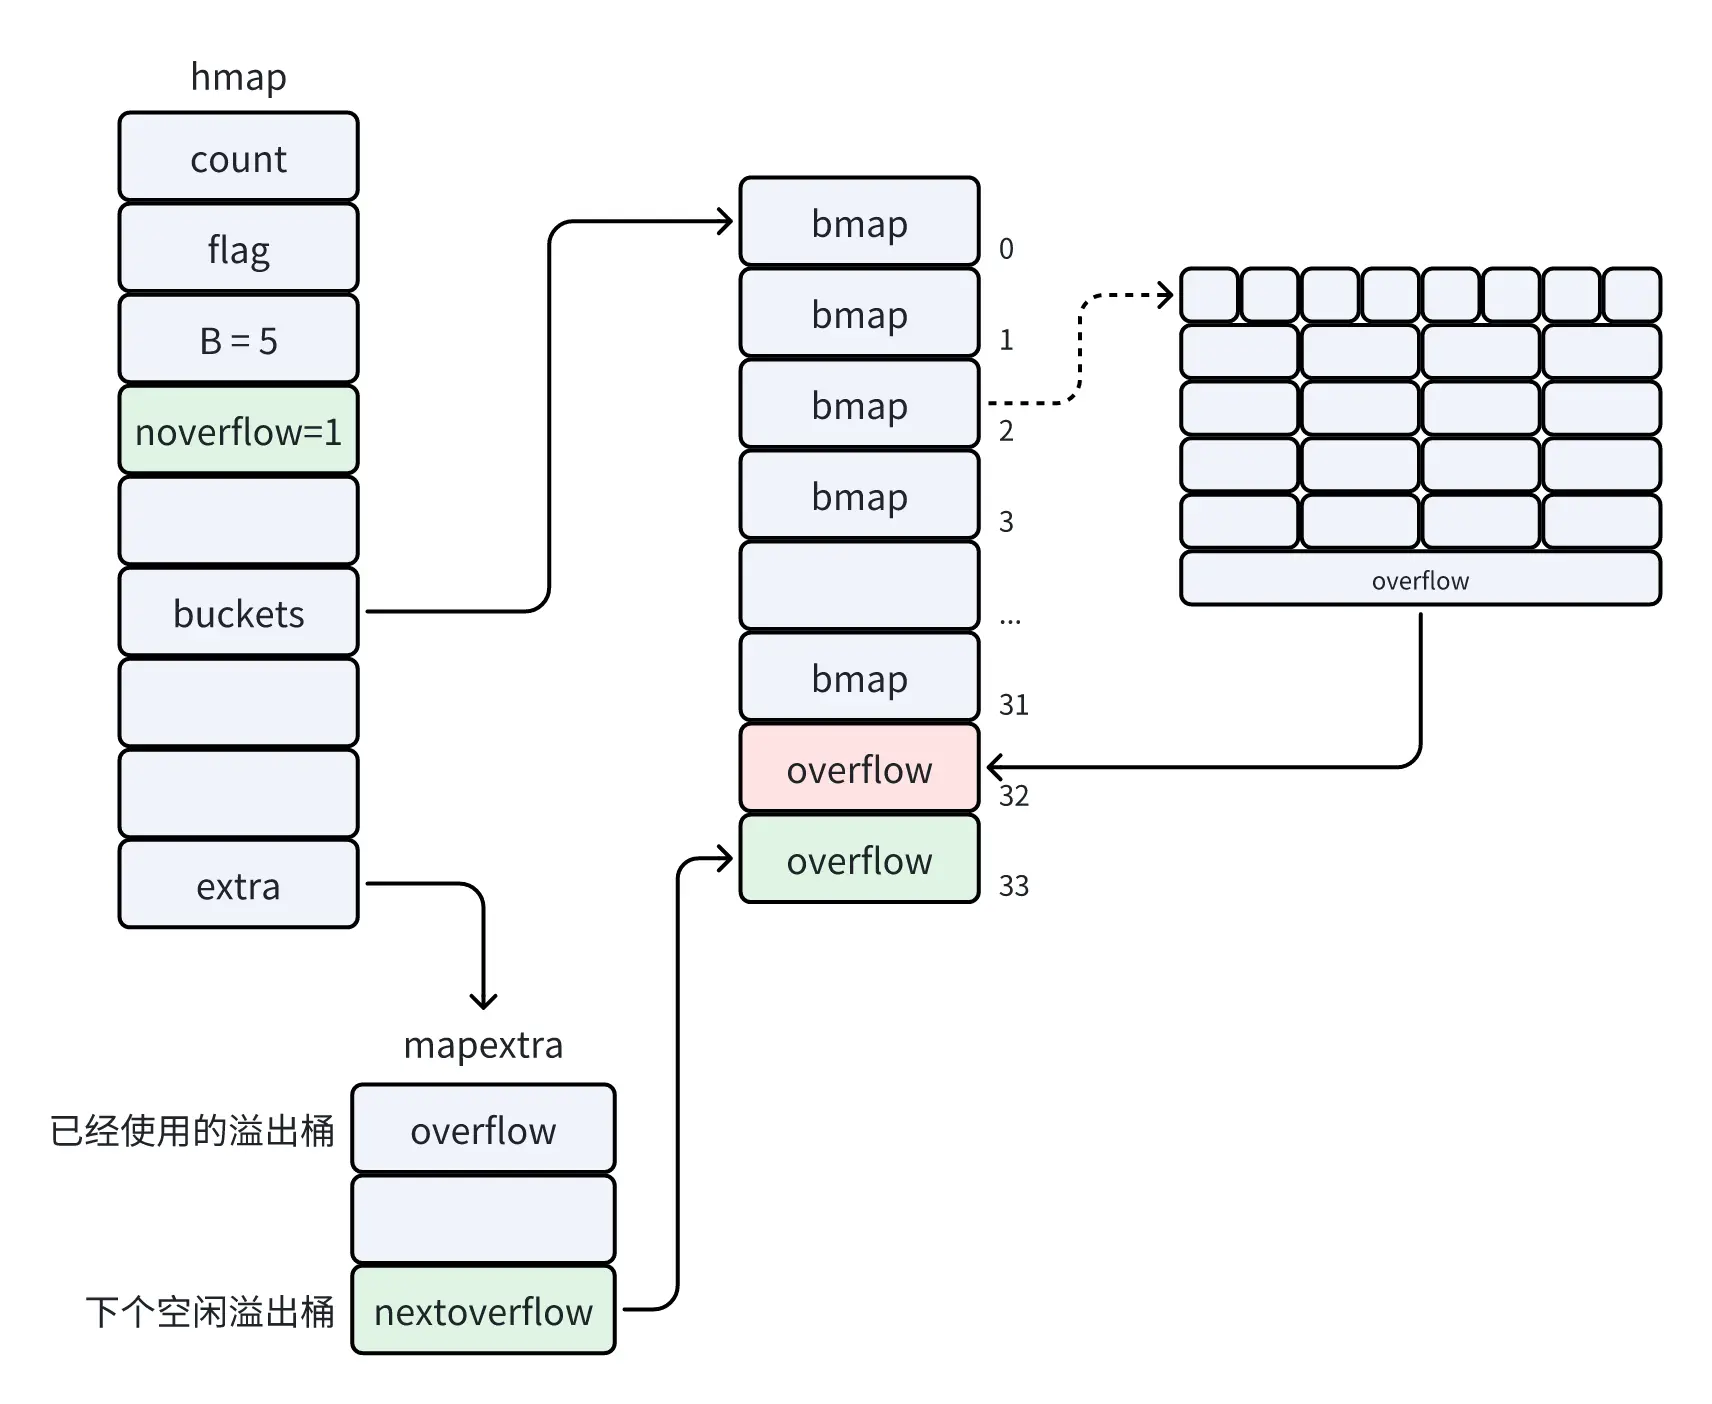 hmap
count
flag
B = 5
noverflow=1
buckets
extra
bmap
0
bmap
1
bmap
2
bmap
3
...
bmap
31
overflow
32
overflow
33
overflow
mapextra
已经使用的溢出桶
overflow
下个空闲溢出桶
nextoverflow